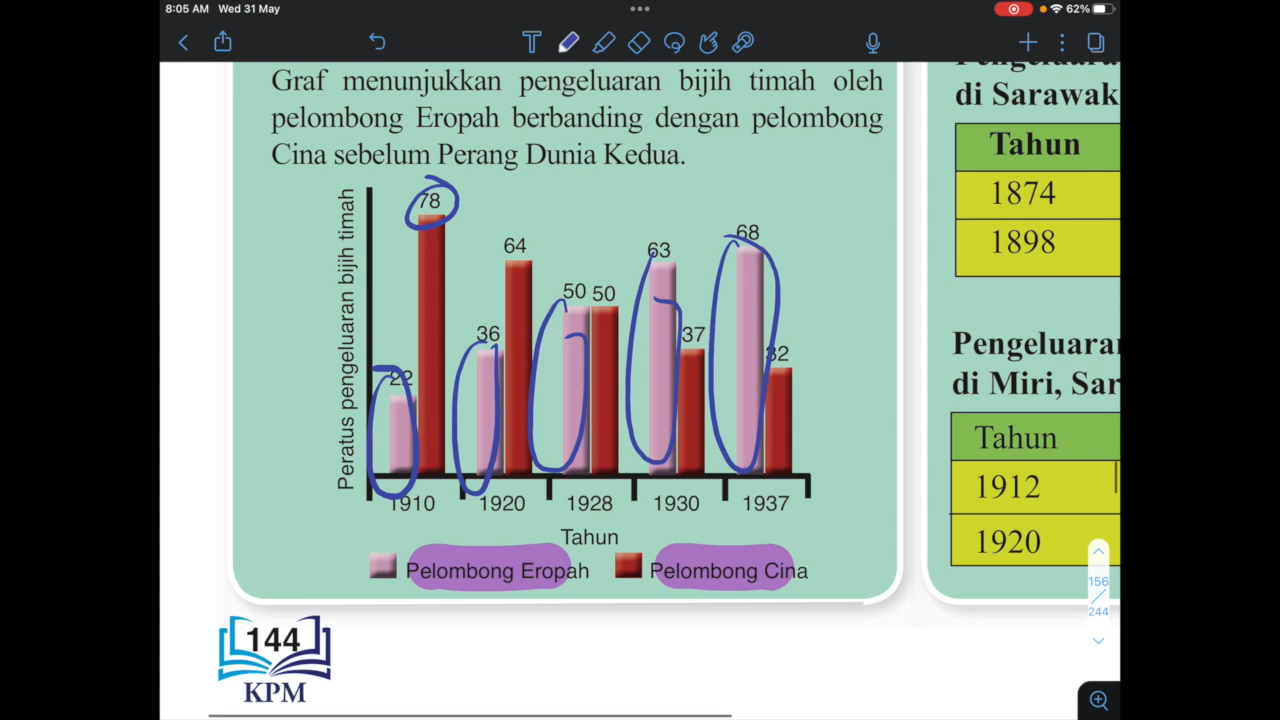 8:05 AM Wed 31 May
62%
Graf menunjukkan pengeluaran bijih timah oleh
pelombong Eropah berbanding dengan pelombong
Cina sebelum Perang Dunia Kedua.
Peratus pengeluaran bijih timah
22 78
36 64
50 50
63 37
68 32
1910 1920 1928 1930 1937
Tahun
Pelombong Eropah Pelombong Cina
144
KPM
di Sarawak
Tahun
1874
1898
di Miri,
Tahun
1912
1920
156
244